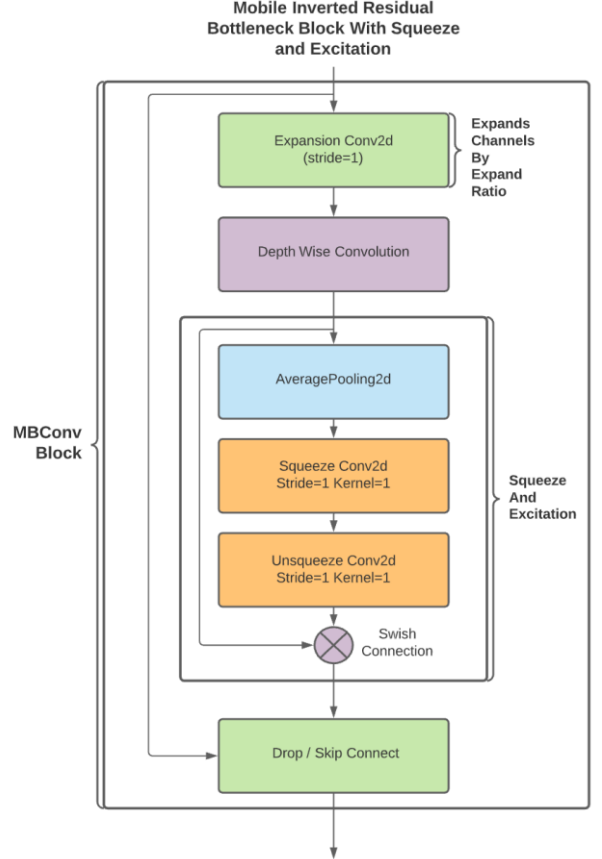 Mobile Inverted Residual
Bottleneck Block With Squeeze
and Excitation
Expansion Conv2d
(stride=1)
Expands
Channels
By
Expand
Ratio
Depth Wise Convolution
AveragePooling2d
MBConv
Block
Squeeze Conv2d
Stride=1 Kernel=1
Squeeze
And
Excitation
Unsqueeze Conv2d
Stride=1 Kernel=1
Swish
Connection
Drop / Skip Connect